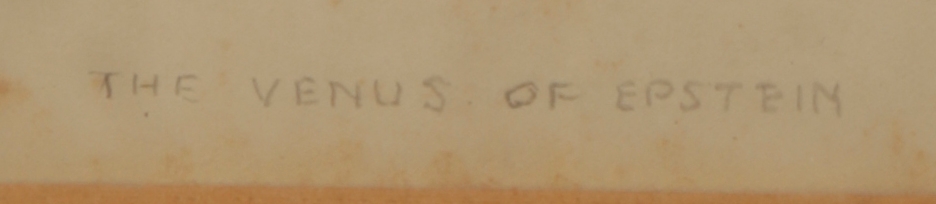 THE VENUS OF EPSTEIN